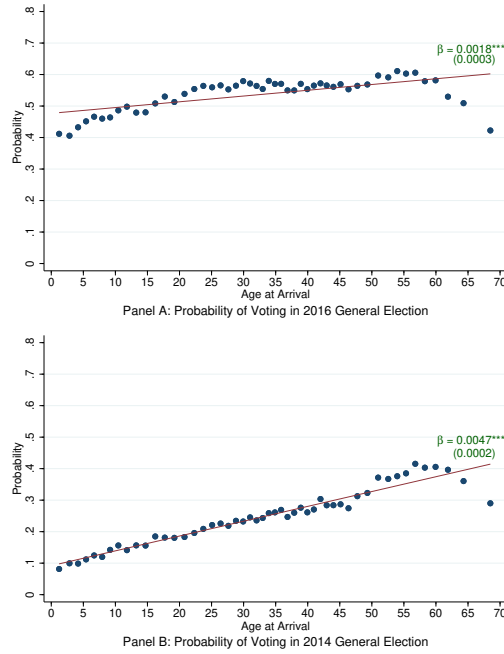 .8
.7
.6
.5
.4
.3
.2
.1
0
Probability
β = 0.0018***
(0.0003)
0 5 10 15 20 25 30 35 40 45 50 55 60 65 70
Age at Arrival
Panel A: Probability of Voting in 2016 General Election
.8
.7
.6
.5
.4
.3
.2
.1
0
Probability
β = 0.0047***
(0.0002)
0 5 10 15 20 25 30 35 40 45 50 55 60 65 70
Age at Arrival
Panel B: Probability of Voting in 2014 General Election